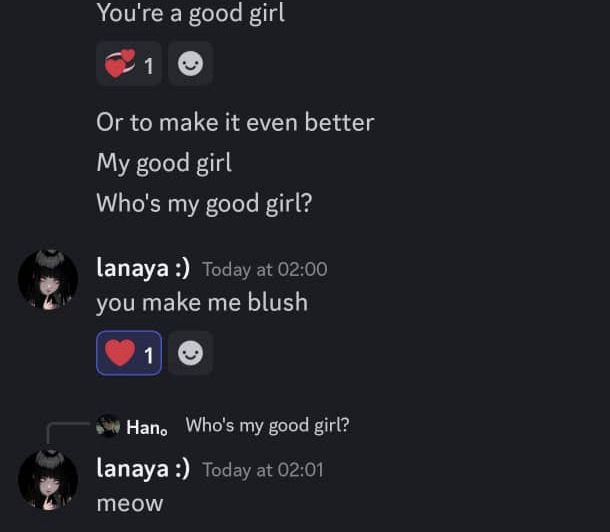 You're a good girl
1
Or to make it even better
My good girl
Who's my good girl?
lanaya :) Today at 02:00
you make me blush
1
Han。 Who's my good girl?
lanaya :) Today at 02:01
meow